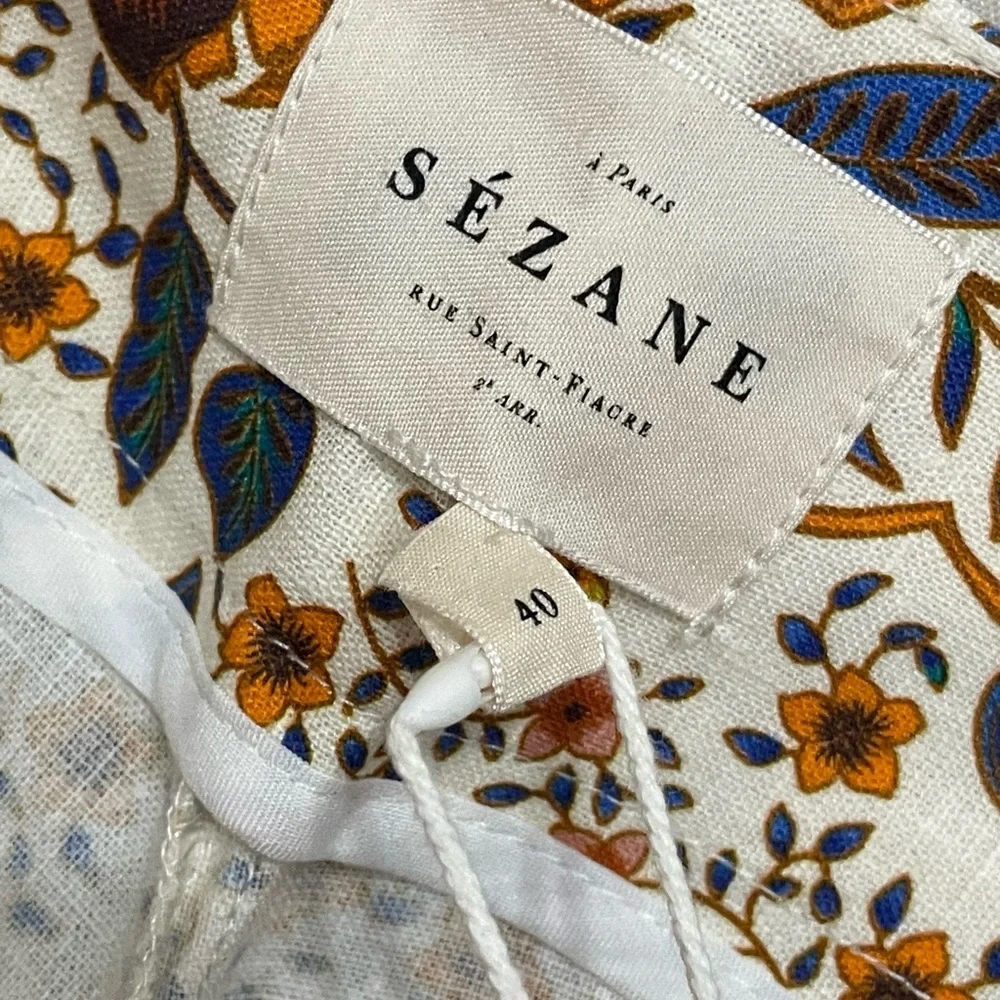 À PARIS
SÉZANE
RUE SAINT-FIACRE
2E ARR.
40